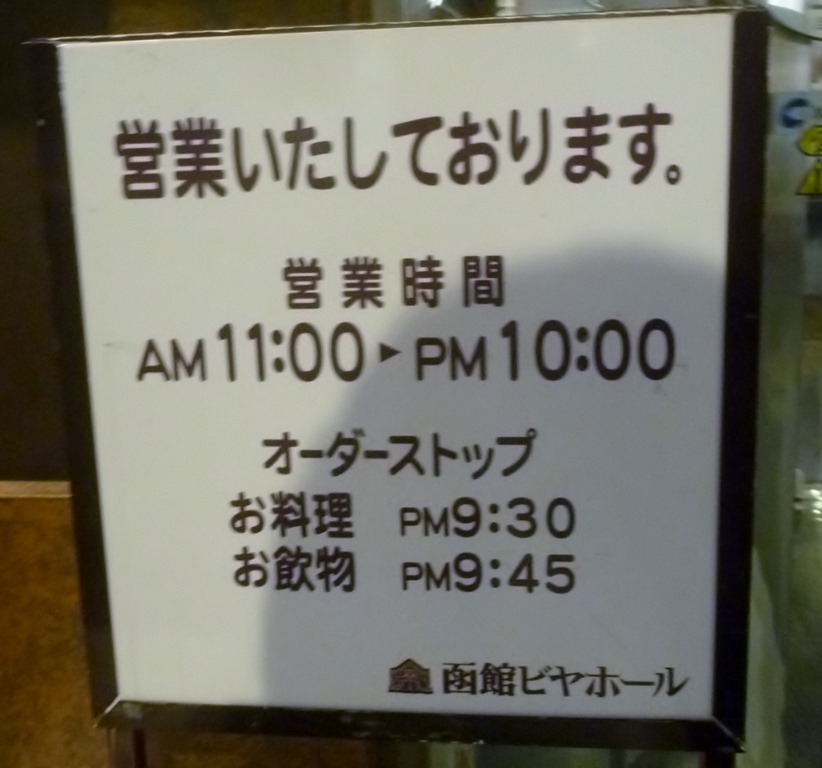 営業いたしております。
営業時間
AM11:00▶PM10:00
オーダーストップ
お料理 PM9:30
お飲物 PM9:45
函館ビヤホール